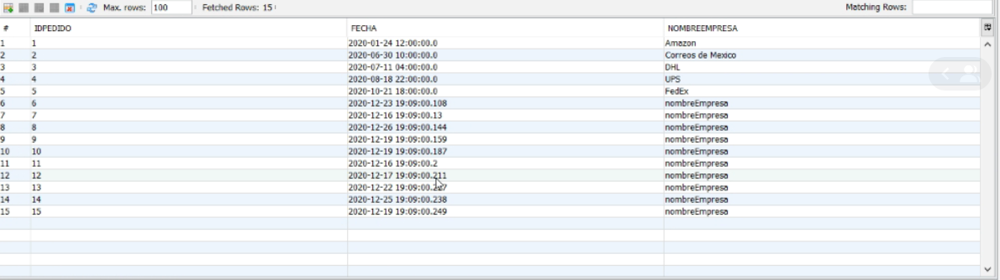 Max. rows: 100 Fetched Rows: 15 Matching Rows:
# IDPEDIDO FECHA NOMBREEMPRESA
1 1 2020-01-24 12:00:00.0 Amazon
2 2 2020-06-30 10:00:00.0 Correos de Mexico
3 3 2020-07-11 04:00:00.0 DHL
4 4 2020-08-18 22:00:00.0 UPS
5 5 2020-10-21 18:00:00.0 FedEx
6 6 2020-12-23 19:09:00.108 nombreEmpresa
7 7 2020-12-16 19:09:00.13 nombreEmpresa
8 8 2020-12-26 19:09:00.144 nombreEmpresa
9 9 2020-12-19 19:09:00.159 nombreEmpresa
10 10 2020-12-19 19:09:00.187 nombreEmpresa
11 11 2020-12-16 19:09:00.2 nombreEmpresa
12 12 2020-12-17 19:09:00.211 nombreEmpresa
13 13 2020-12-22 nombreEmpresa
14 14 2020-12-25 19:09:00.238 nombreEmpresa
15 15 2020-12-19 19:09:00.249 nombreEmpresa